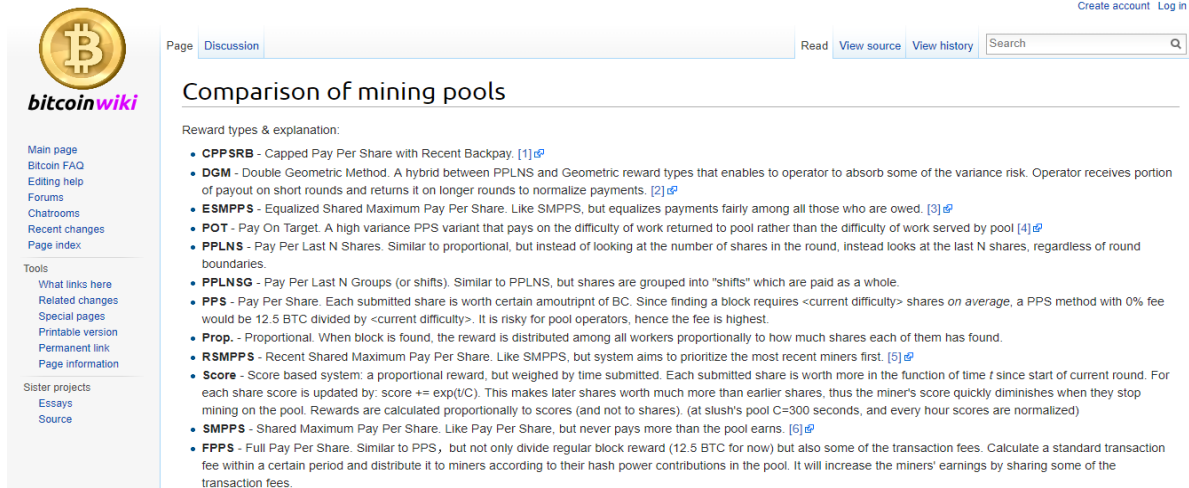 Create account Log in
Page Discussion Read View source View history Search
bitcoinwiki
Comparison of mining pools
Reward types & explanation:
CPPSRB - Capped Pay Per Share with Recent Backpay. [1]
DGM - Double Geometric Method. A hybrid between PPLNS and Geometric reward types that enables to operator to absorb some of the variance risk. Operator receives portion
of payout on short rounds and returns it on longer rounds to normalize payments. [2]
ESMPPS - Equalized Shared Maximum Pay Per Share. Like SMPPS, but equalizes payments fairly among all those who are owed. [3]
POT - Pay On Target. A high variance PPS variant that pays on the difficulty of work returned to pool rather than the difficulty of work served by pool [4]
PPLNS - Pay Per Last N Shares. Similar to proportional, but instead of looking at the number of shares in the round, instead looks at the last N shares, regardless of round
boundaries.
PPLNSG - Pay Per Last N Groups (or shifts). Similar to PPLNS, but shares are grouped into "shifts" which are paid as a whole.
PPS - Pay Per Share. Each submitted share is worth certain amoutripnt of BC. Since finding a block requires <current difficulty> shares on average, a PPS method with 0% fee
would be 12.5 BTC divided by <current difficulty>. It is risky for pool operators, hence the fee is highest.
Prop. - Proportional. When block is found, the reward is distributed among all workers proportionally to how much shares each of them has found.
RSMPPS - Recent Shared Maximum Pay Per Share. Like SMPPS, but system aims to prioritize the most recent miners first. [5]
Score - Score based system: a proportional reward, but weighed by time submitted. Each submitted share is worth more in the function of time t since start of current round. For
each share score is updated by: score += exp(t/C). This makes later shares worth much more than earlier shares, thus the miner's score quickly diminishes when they stop
mining on the pool. Rewards are calculated proportionally to scores (and not to shares). (at slush's pool C=300 seconds, and every hour scores are normalized)
SMPPS - Shared Maximum Pay Per Share. Like Pay Per Share, but never pays more than the pool earns. [6]
FPPS - Full Pay Per Share. Similar to PPS，but not only divide regular block reward (12.5 BTC for now) but also some of the transaction fees. Calculate a standard transaction
fee within a certain period and distribute it to miners according to their hash power contributions in the pool. It will increase the miners' earnings by sharing some of the
transaction fees.
Main page
Bitcoin FAQ
Editing help
Forums
Chatrooms
Recent changes
Page index
Tools
What links here
Related changes
Special pages
Printable version
Permanent link
Page information
Sister projects
Essays
Source